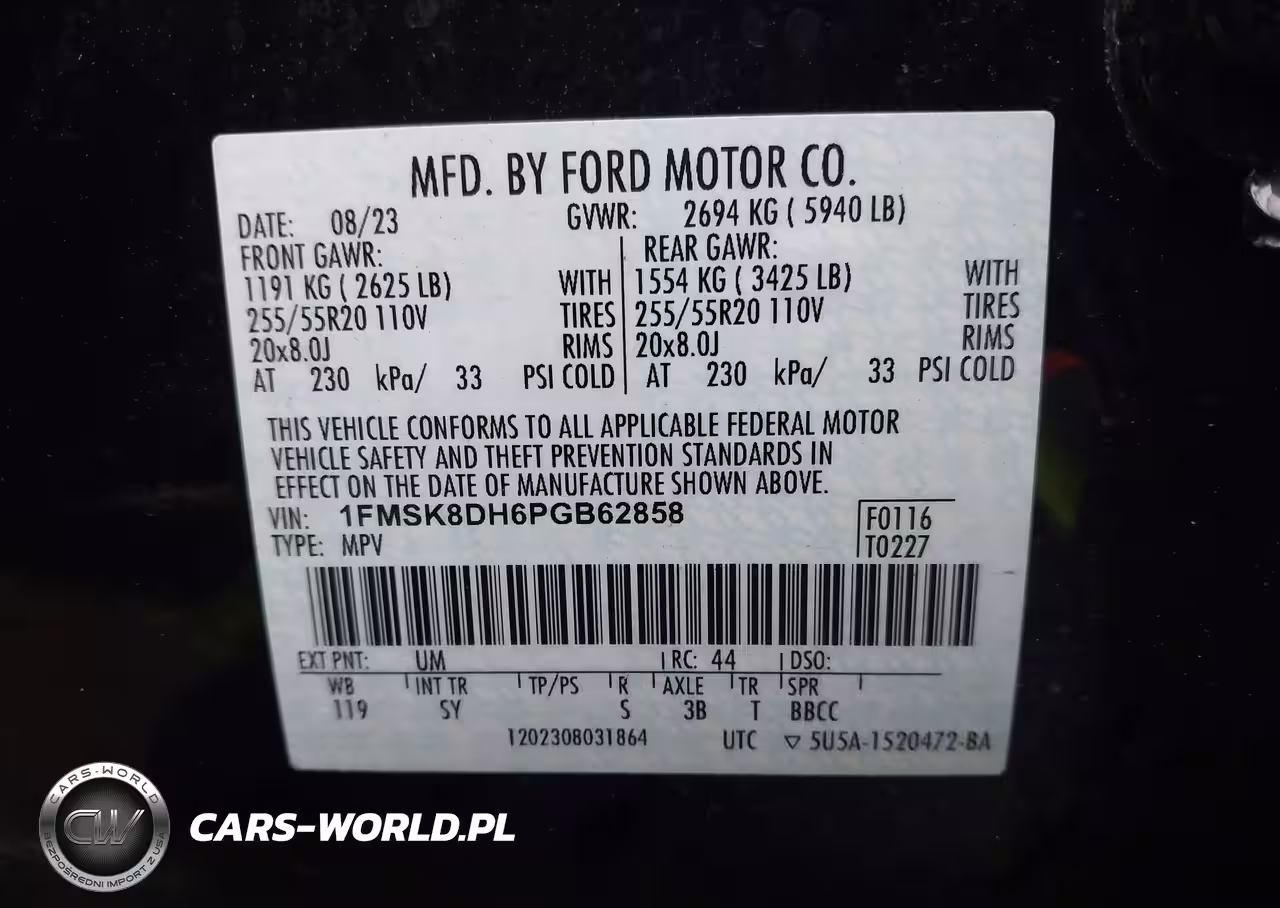 MFD. BY FORD MOTOR CO.
DATE: 08/23 GVWR: 2694 KG ( 5940 LB)
FRONT GAWR: REAR GAWR:
1191 KG ( 2625 LB) WITH 1554 KG ( 3425 LB) WITH
255/55R20 110V TIRES 255/55R20 110V TIRES
20x8.0J RIMS 20x8.0J RIMS
AT 230 kPa/ 33 PSI COLD AT 230 kPa/ 33 PSI COLD
THIS VEHICLE CONFORMS TO ALL APPLICABLE FEDERAL MOTOR
VEHICLE SAFETY AND THEFT PREVENTION STANDARDS IN
EFFECT ON THE DATE OF MANUFACTURE SHOWN ABOVE.
VIN: 1FMSK8DH6PGB62858 F0116
TYPE: MPV T0227
EXT PNT: UM RC: 44 DSO:
WB INT TR TP/PS R AXLE TR SPR
119 SY S 3B T BBCC
1202308031864 UTC ▽ 5U5A-1520472-BA
CARS-WORLD
CW
BEZPOŚREDNI IMPORT Z USA
CARS-WORLD.PL